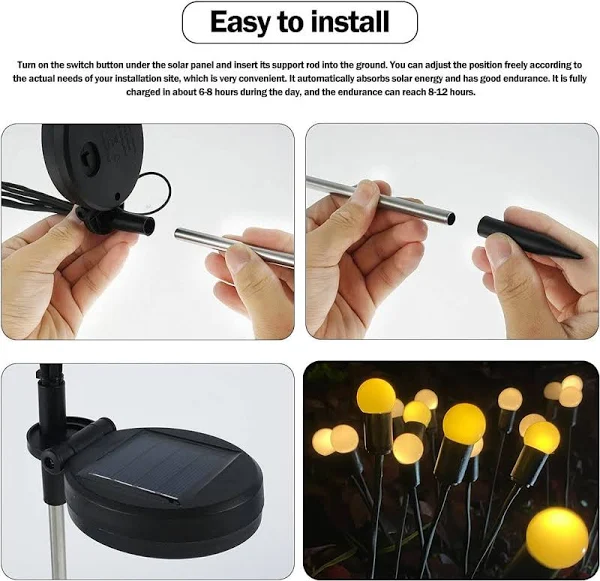 Easy to install
Turn on the switch button under the solar panel and insert its support rod into the ground. You can adjust the position freely according to
the actual needs of your installation site, which is very convenient. It automatically absorbs solar energy and has good endurance. It is fully
charged in about 6-8 hours during the day, and the endurance can reach 8-12 hours.